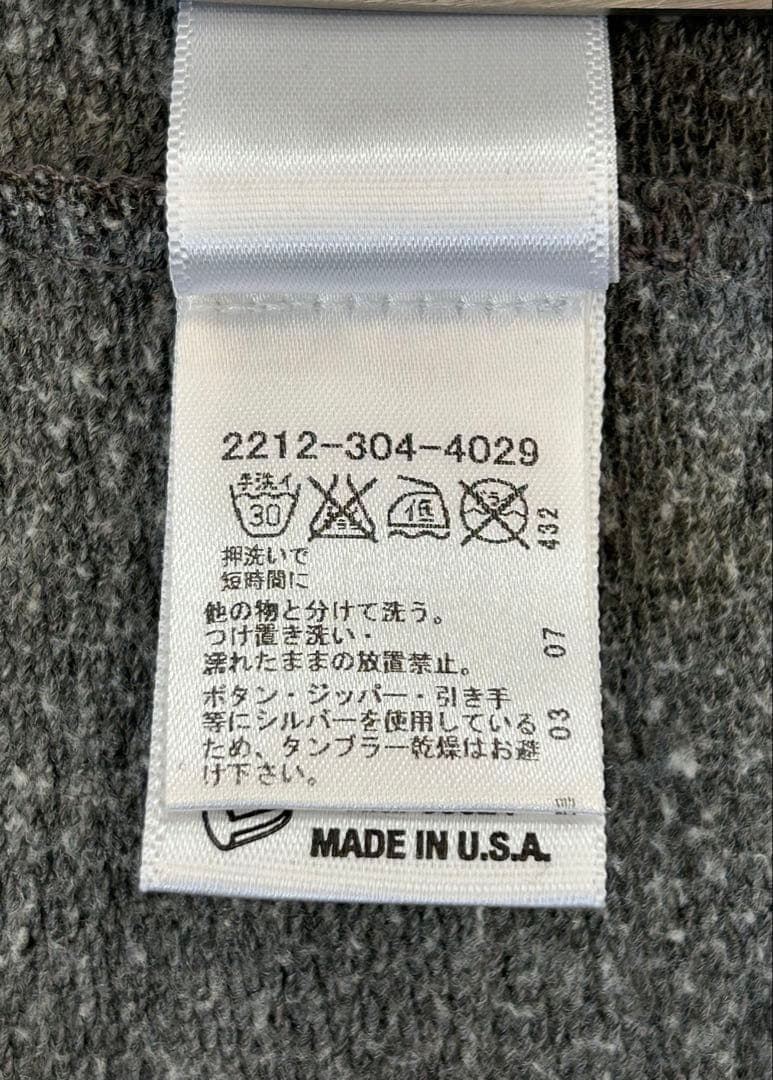 2212-304-4029
手洗イ
30
低
432
押洗いで
短時間に
他の物と分けて洗う。
つけ置き洗い・
濡れたままの放置禁止。
ボタン・ジッパー・引き手
等にシルバーを使用している
ため、タンブラー乾燥はお避
け下さい。
07
03
MADE IN U.S.A.